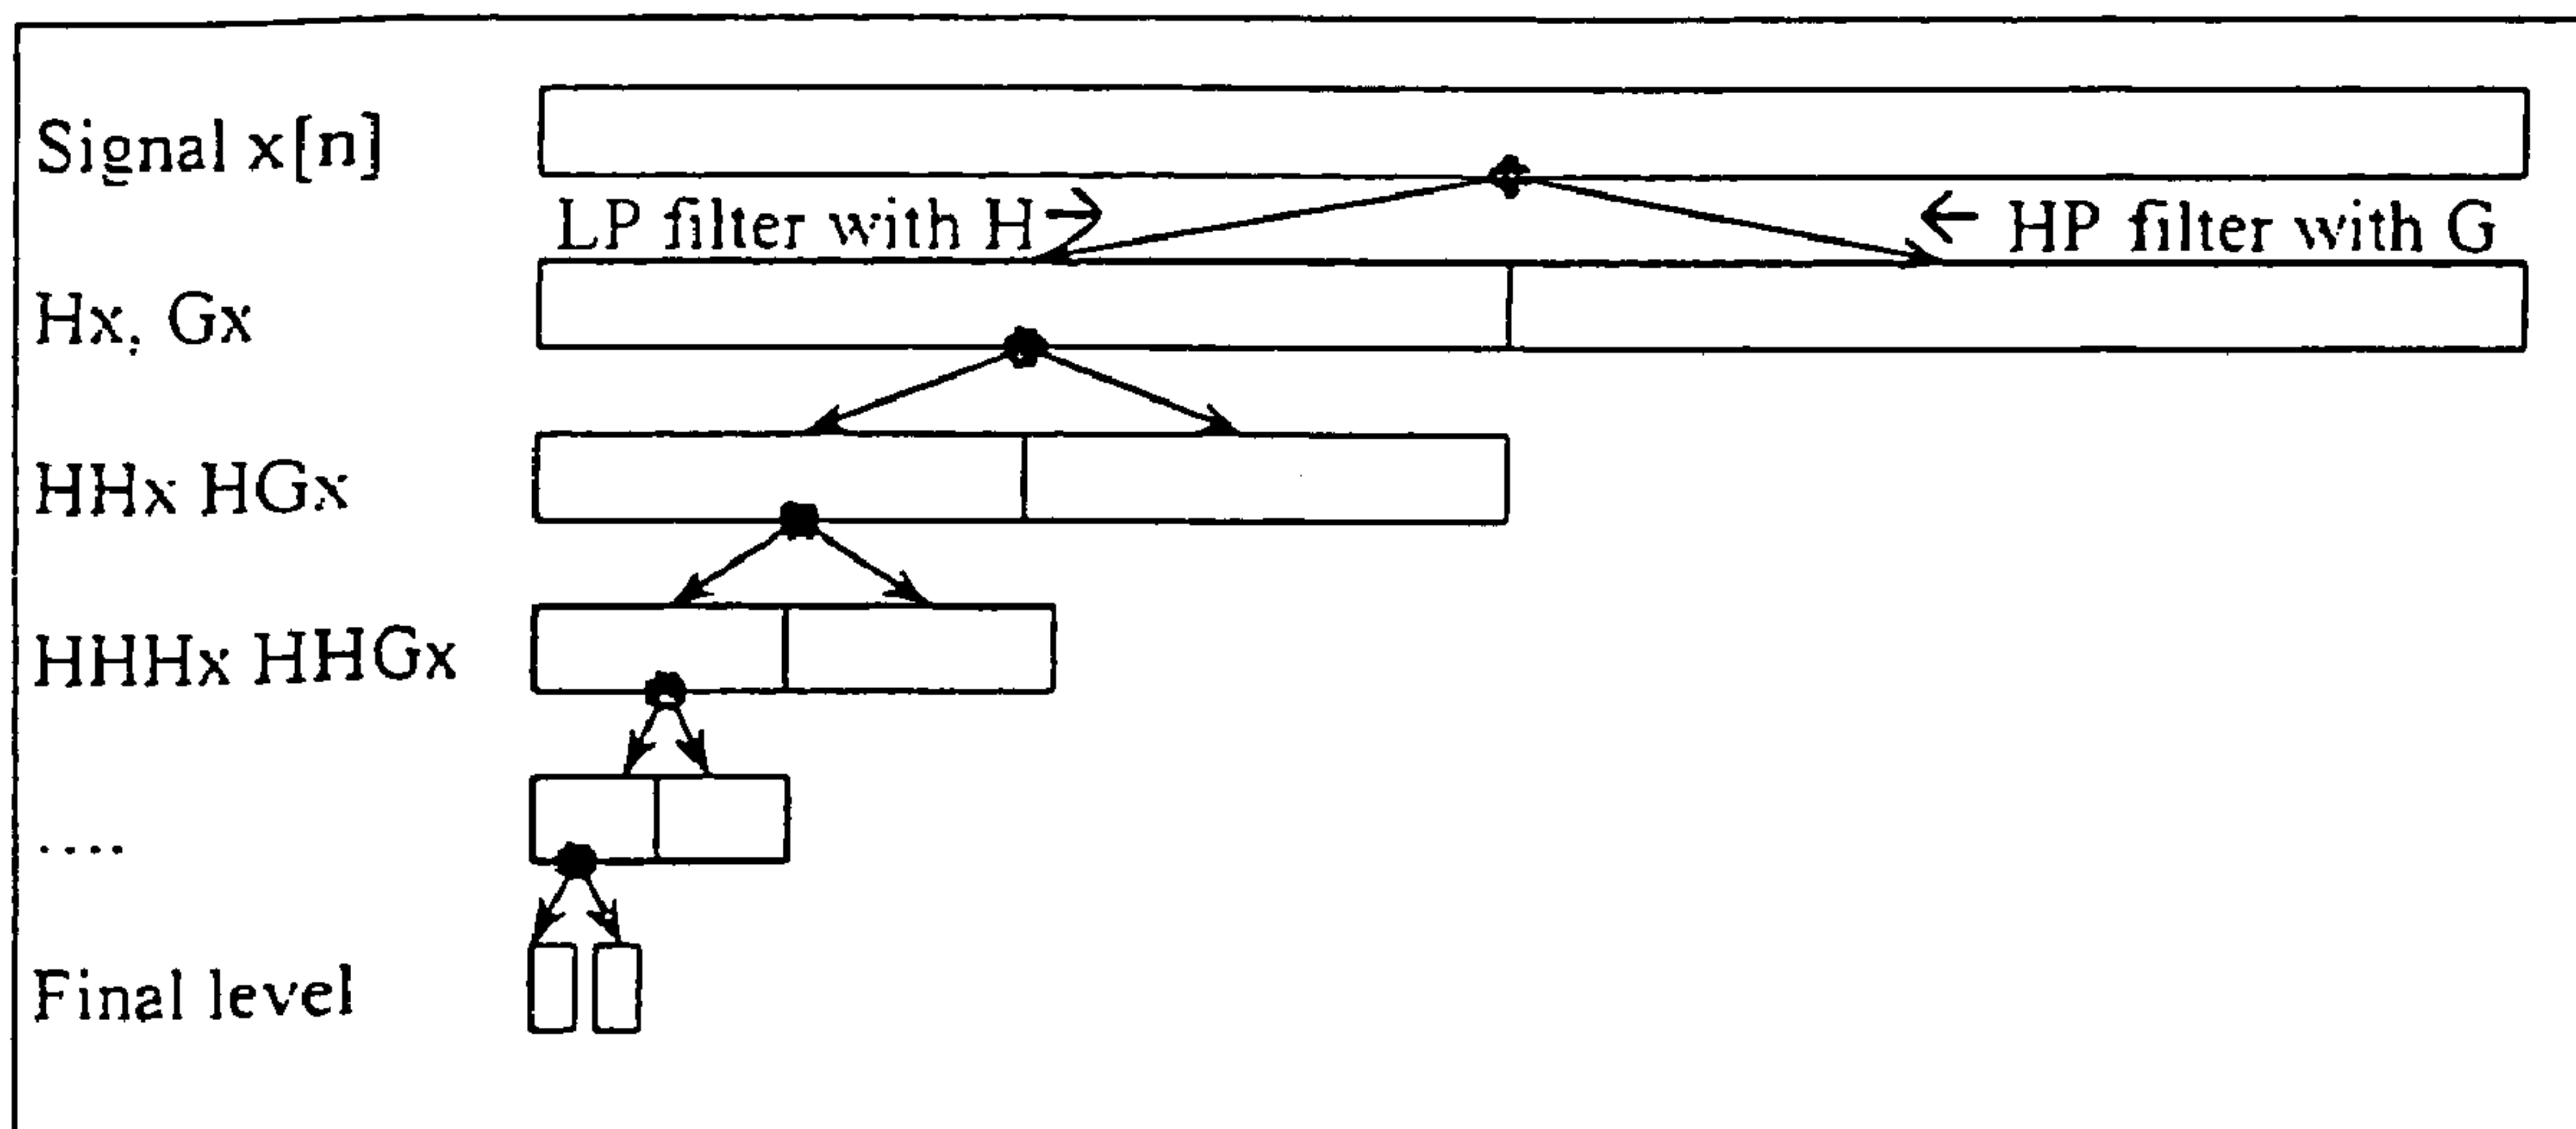 Signal x[n]
LP filter with H→
← HP filter with G
Hx, Gx
HHx HGx
HHHx HHGx
....
Final level